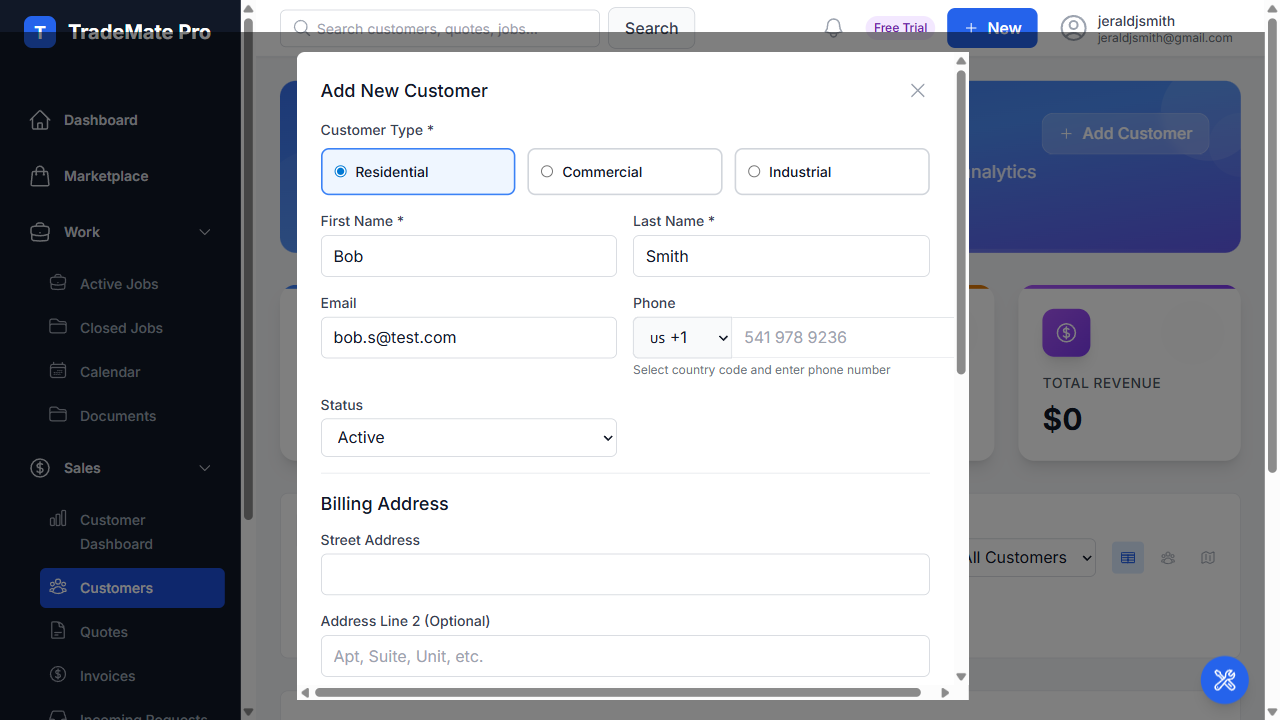 T TradeMate Pro
Search customers, quotes, jobs...
Search
Free Trial
+ New
jeraldjsmith
jeraldjsmith@gmail.com
Dashboard
Marketplace
Work
Active Jobs
Closed Jobs
Calendar
Documents
Sales
Customer
Dashboard
Customers
Quotes
Invoices
Incoming Requests
+ Add Customer
nalytics
TOTAL REVENUE
$0
All Customers
Add New Customer
Customer Type *
Residential
Commercial
Industrial
First Name *
Last Name *
Bob
Smith
Email
Phone
bob.s@test.com
US +1
541 978 9236
Select country code and enter phone number
Status
Active
Billing Address
Street Address
Address Line 2 (Optional)
Apt, Suite, Unit, etc.